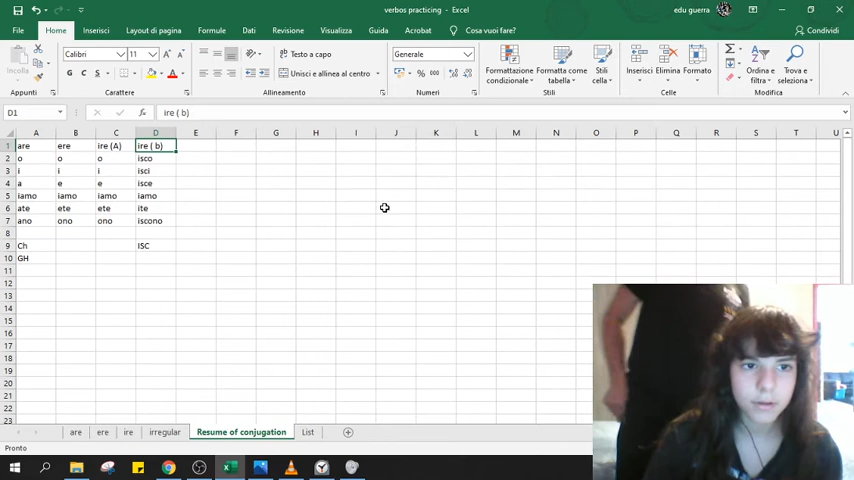 verbos practicing - Excel
edu guerra
File Home Inserisci Layout di pagina Formule Dati Revisione Visualizza Guida Acrobat Cosa vuoi fare? Condividi
Incolla
Calibri 11
G C S
Testo a capo
Unisci e allinea al centro
Generale
% 000
Formattazione condizionale
Formatta come tabella
Stili cella
Inserisci Elimina Formato
Ordina e filtra
Trova e seleziona
Appunti Carattere Allineamento Numeri Stili Celle Modifica
D1 fx ire ( b)
A B C D E F G H I J K L M N O P Q R S T U
1 are ere ire (A) ire ( b)
2 o o o isco
3 i i i isci
4 a e e isce
5 iamo iamo iamo iamo
6 ate ete ete ite
7 ano ono ono iscono
8
9 Ch ISC
10 GH
11
12
13
14
15
16
17
18
19
20
21
22
23
are ere ire irregular Resume of conjugation List
Pronto